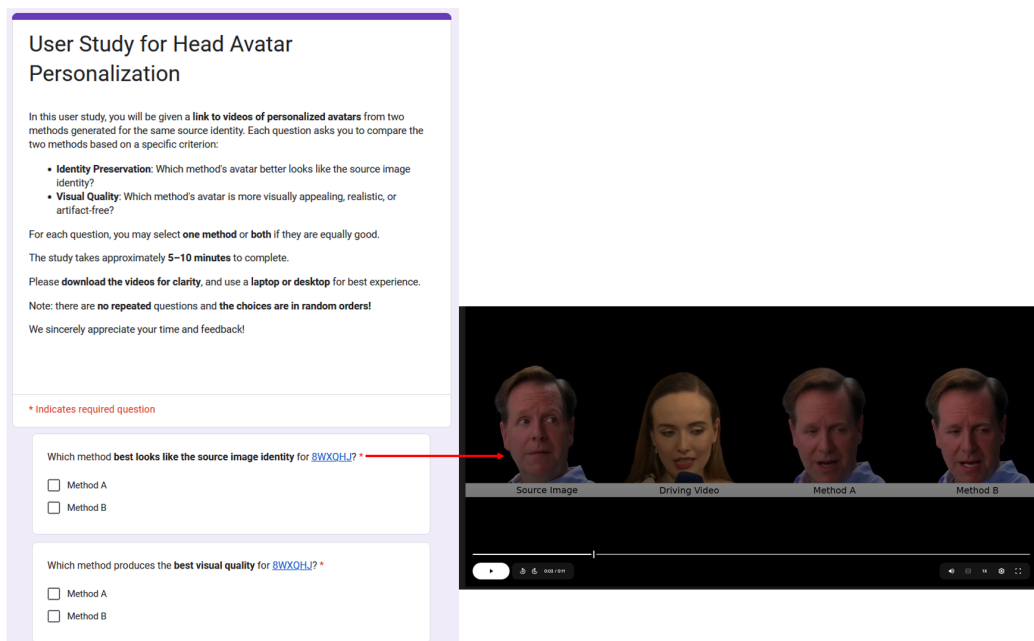 User Study for Head Avatar
Personalization
In this user study, you will be given a link to videos of personalized avatars from two
methods generated for the same source identity. Each question asks you to compare the
two methods based on a specific criterion:
• Identity Preservation: Which method's avatar better looks like the source image
identity?
• Visual Quality: Which method's avatar is more visually appealing, realistic, or
artifact-free?
For each question, you may select one method or both if they are equally good.
The study takes approximately 5–10 minutes to complete.
Please download the videos for clarity, and use a laptop or desktop for best experience.
Note: there are no repeated questions and the choices are in random orders!
We sincerely appreciate your time and feedback!
* Indicates required question
Which method best looks like the source image identity for 8WXQHJ? *
Method A
Method B
Which method produces the best visual quality for 8WXQHJ? *
Method A
Method B
Source Image
Driving Video
Method A
Method B
0:03 / 0:11
1X